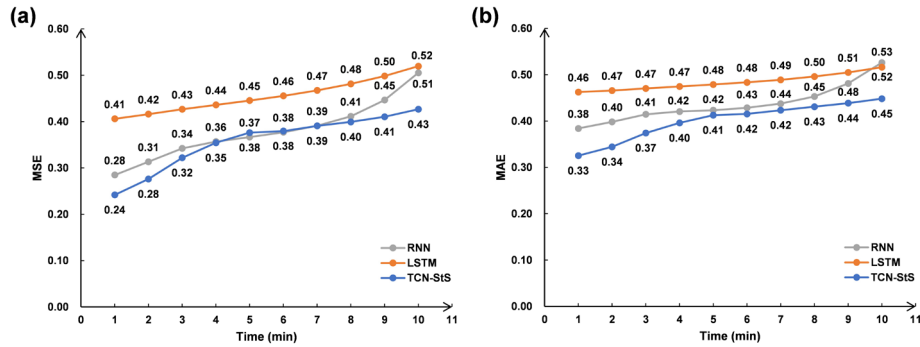 (a)
0.60
0.50
0.40
0.30
0.20
0.10
0.00
MSE
0.41 0.42 0.43 0.44 0.45 0.46 0.47 0.48 0.50 0.52
0.28 0.31 0.34 0.36 0.37 0.38 0.39 0.41 0.45 0.51
0.24 0.28 0.32 0.35 0.38 0.38 0.39 0.40 0.41 0.43
RNN
LSTM
TCN-StS
0 1 2 3 4 5 6 7 8 9 10 11
Time (min)
(b)
0.60
0.50
0.40
0.30
0.20
0.10
0.00
MAE
0.46 0.47 0.47 0.47 0.48 0.48 0.49 0.50 0.51 0.53
0.38 0.40 0.41 0.42 0.42 0.43 0.44 0.45 0.48 0.52
0.33 0.34 0.37 0.40 0.41 0.42 0.42 0.43 0.44 0.45
RNN
LSTM
TCN-StS
0 1 2 3 4 5 6 7 8 9 10 11
Time (min)